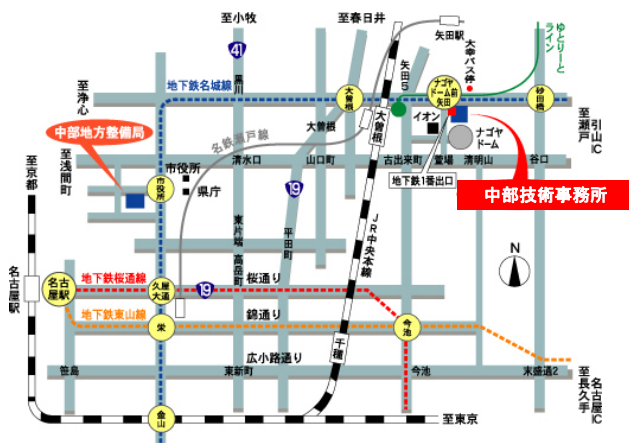 至小牧
至春日井
矢田駅
ゆとりーと
ライン
41
大幸バス停
矢田5
黒川
地下鉄名城線
大曽根
ナゴヤ
ドーム前
矢田
砂田橋
至浄心
大曽根
イオン
ナゴヤ
ドーム
至瀬戸
引山IC
中部地方整備局
大曽根
名鉄瀬戸線
至浅間町
市役所
清水口
山口町
古出来町
萱場
清明山
谷口
地下鉄1番出口
至京都
市役所
県庁
19
中部技術事務所
東片端
平田町
JR中央本線
高岳町
N
名古屋駅
名古
屋駅
地下鉄桜通線
久屋
大通
19
桜通り
地下鉄東山線
栄
錦通り
今池
千種
広小路通り
笹島
東新町
今池
末盛通2
至長久手
名古屋IC
金山
至東京